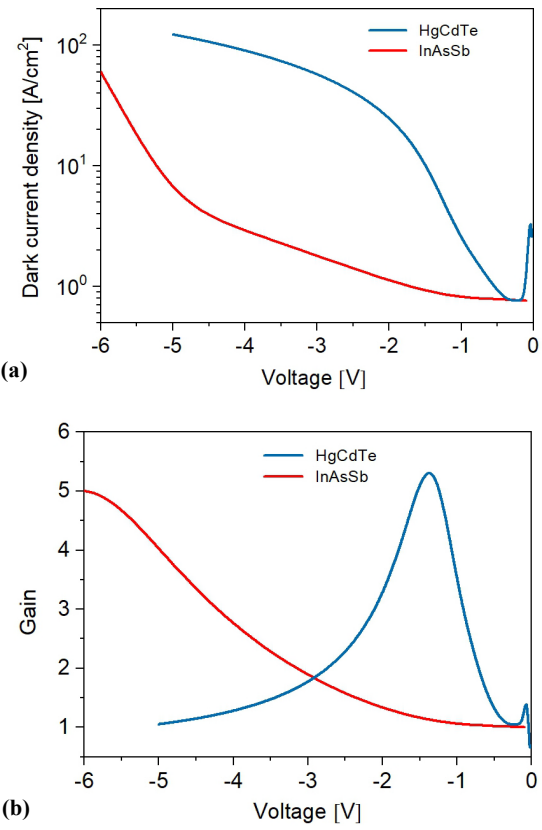 HgCdTe
InAsSb
10²
10¹
10⁰
Dark current density [A/cm²]
-6 -5 -4 -3 -2 -1 0
Voltage [V]
(a)
HgCdTe
InAsSb
6
5
4
3
2
1
Gain
-6 -5 -4 -3 -2 -1 0
Voltage [V]
(b)